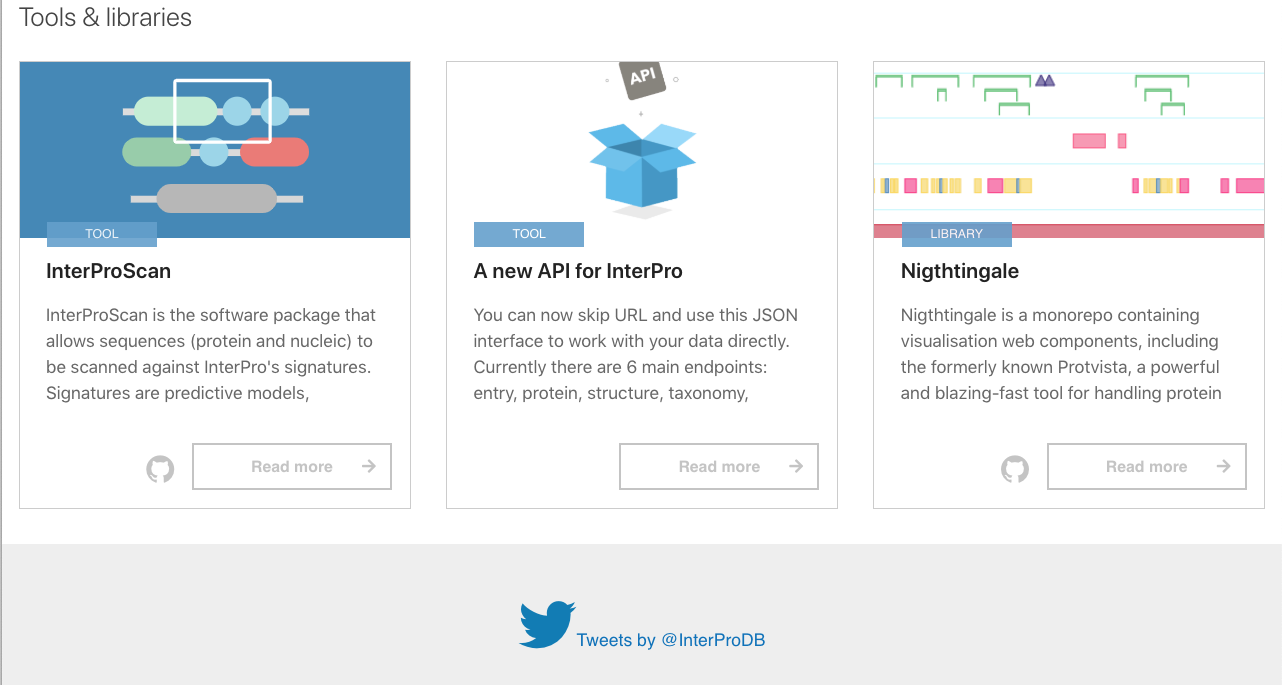 Tools & libraries
TOOL
InterProScan
InterProScan is the software package that
allows sequences (protein and nucleic) to
be scanned against InterPro's signatures.
Signatures are predictive models,
Read more
API
TOOL
A new API for InterPro
You can now skip URL and use this JSON
interface to work with your data directly.
Currently there are 6 main endpoints:
entry, protein, structure, taxonomy,
Read more
LIBRARY
Nigthtingale
Nigthtingale is a monorepo containing
visualisation web components, including
the formerly known Protvista, a powerful
and blazing-fast tool for handling protein
Read more
Tweets by @InterProDB